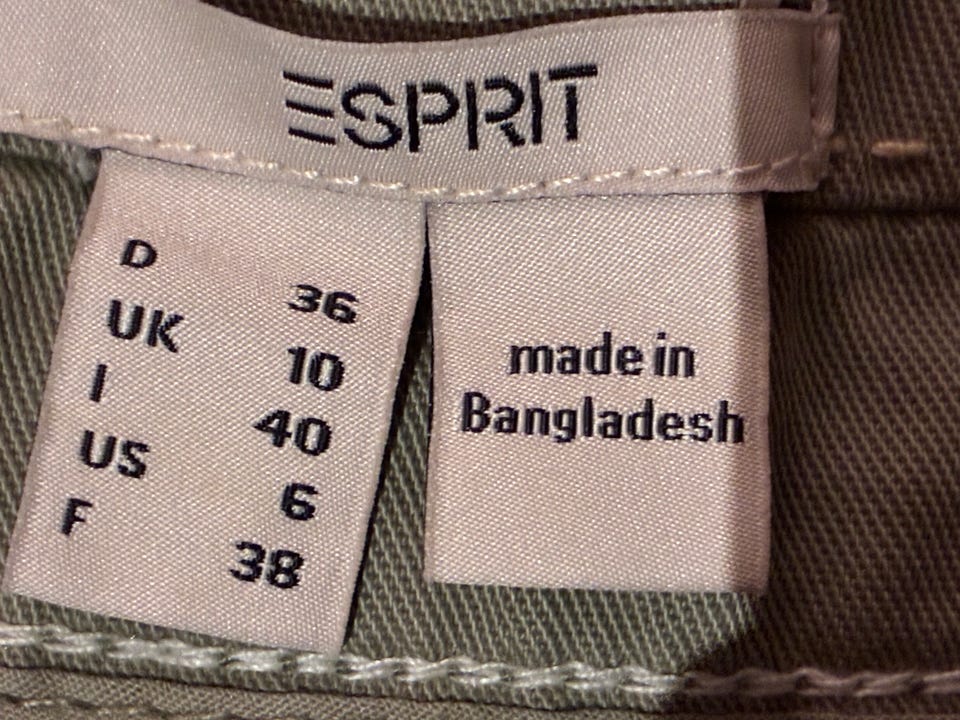 ESPRIT
D 36
UK 10
I 40
US 6
F 38
made in
Bangladesh